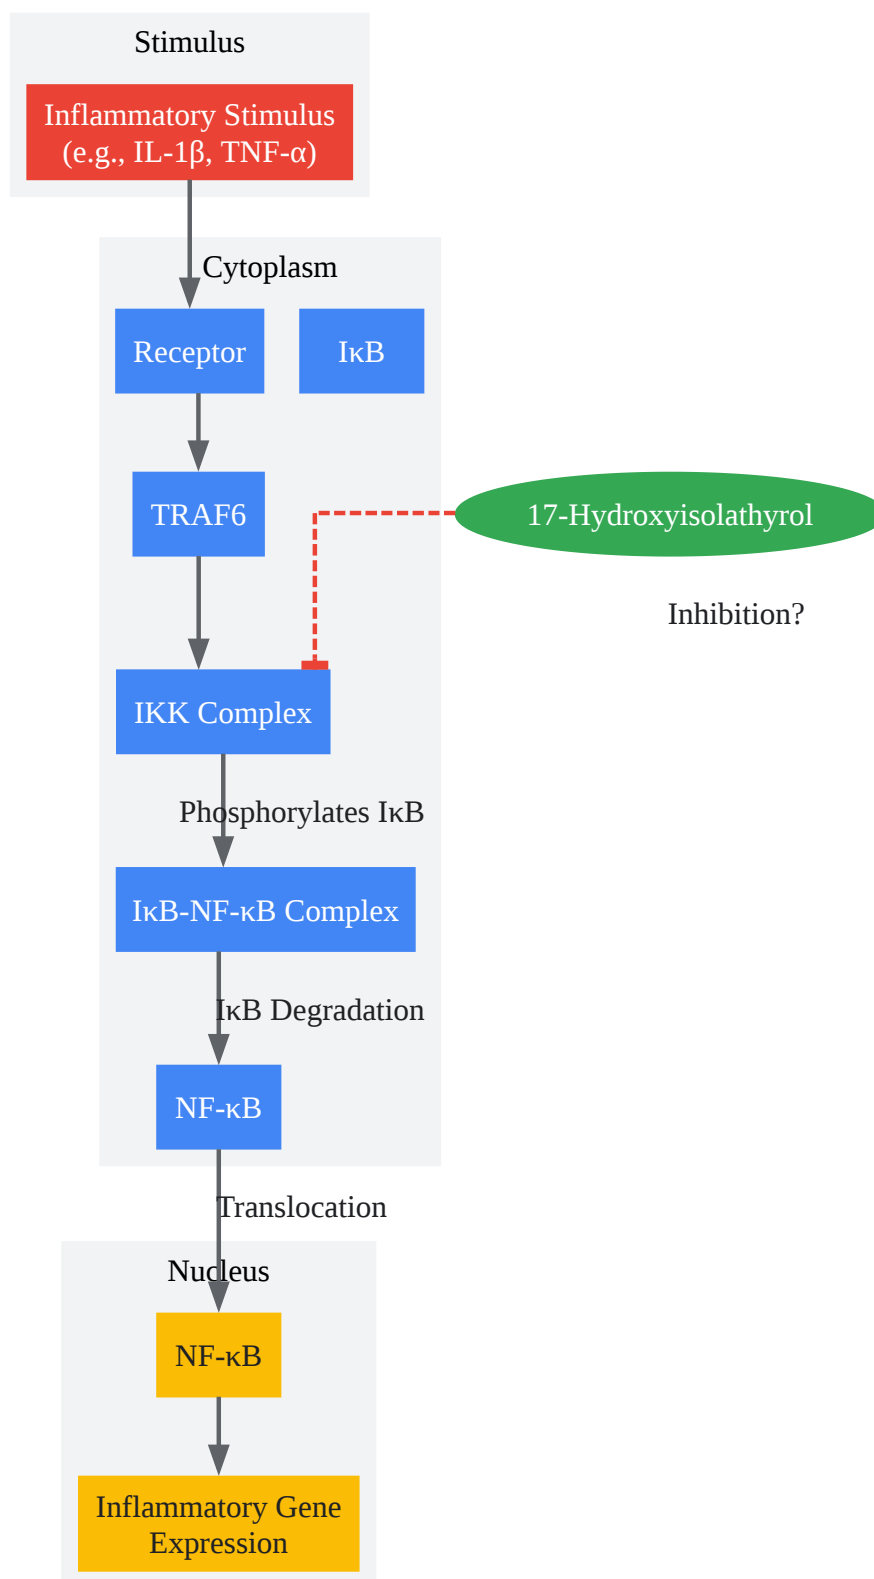 Stimulus
Inflammatory Stimulus
(e.g., IL-1β, TNF-α)
Cytoplasm
Receptor
IκB
TRAF6
17-Hydroxyisolathyrol
Inhibition?
IKK Complex
Phosphorylates IκB
IκB-NF-κB Complex
IκB Degradation
NF-κB
Translocation
Nucleus
NF-κB
Inflammatory Gene
Expression